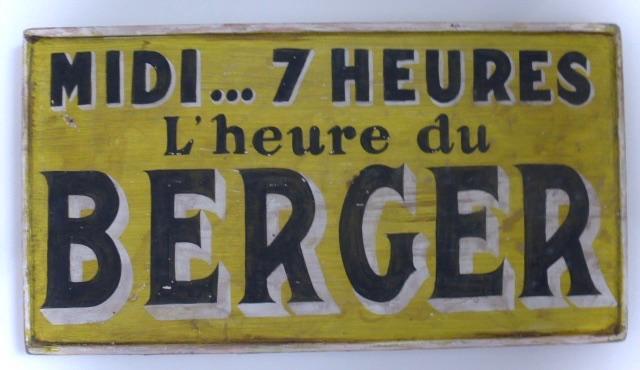 MIDI... 7 HEURES
L'heure du
BERGER